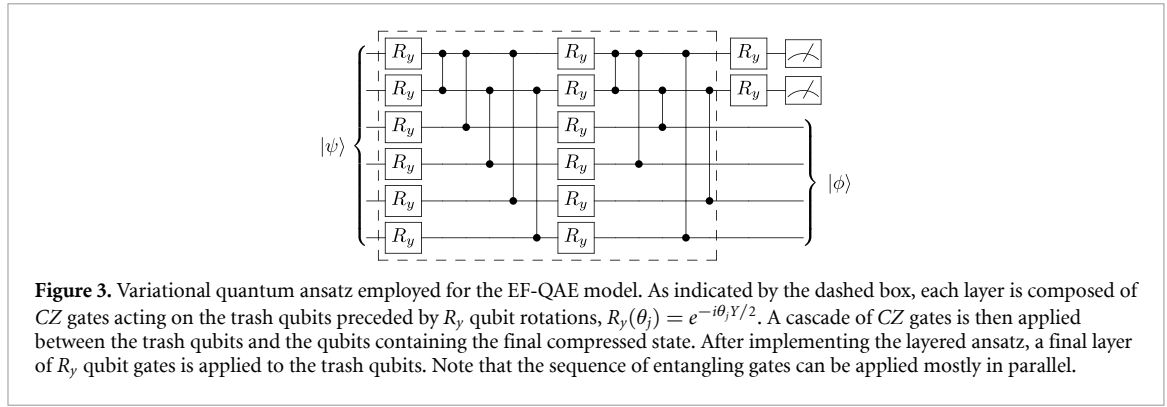 R_y R_y R_y
R_y R_y R_y
R_y R_y
|ψ⟩ R_y R_y |ϕ⟩
R_y R_y
R_y R_y
Figure 3. Variational quantum ansatz employed for the EF-QAE model. As indicated by the dashed box, each layer is composed of
CZ gates acting on the trash qubits preceded by R_y qubit rotations, R_y(θ_j) = e^{−iθ_jY/2}. A cascade of CZ gates is then applied
between the trash qubits and the qubits containing the final compressed state. After implementing the layered ansatz, a final layer
of R_y qubit gates is applied to the trash qubits. Note that the sequence of entangling gates can be applied mostly in parallel.